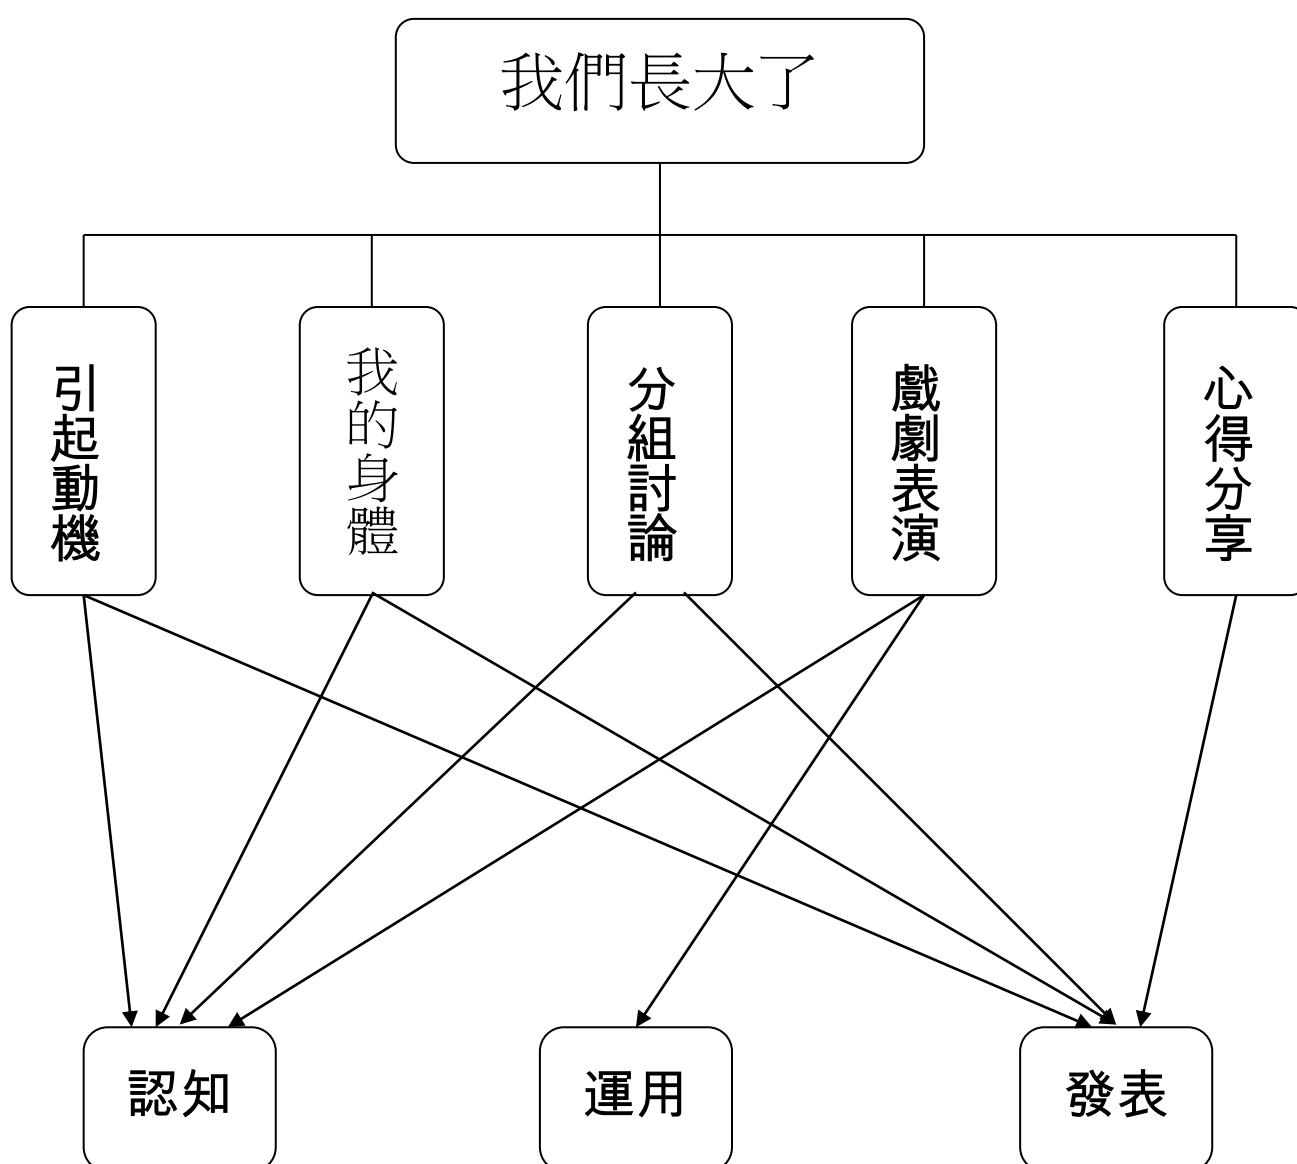 我們長大了
引起動機
我的身體
分組討論
戲劇表演
心得分享
認知
運用
發表